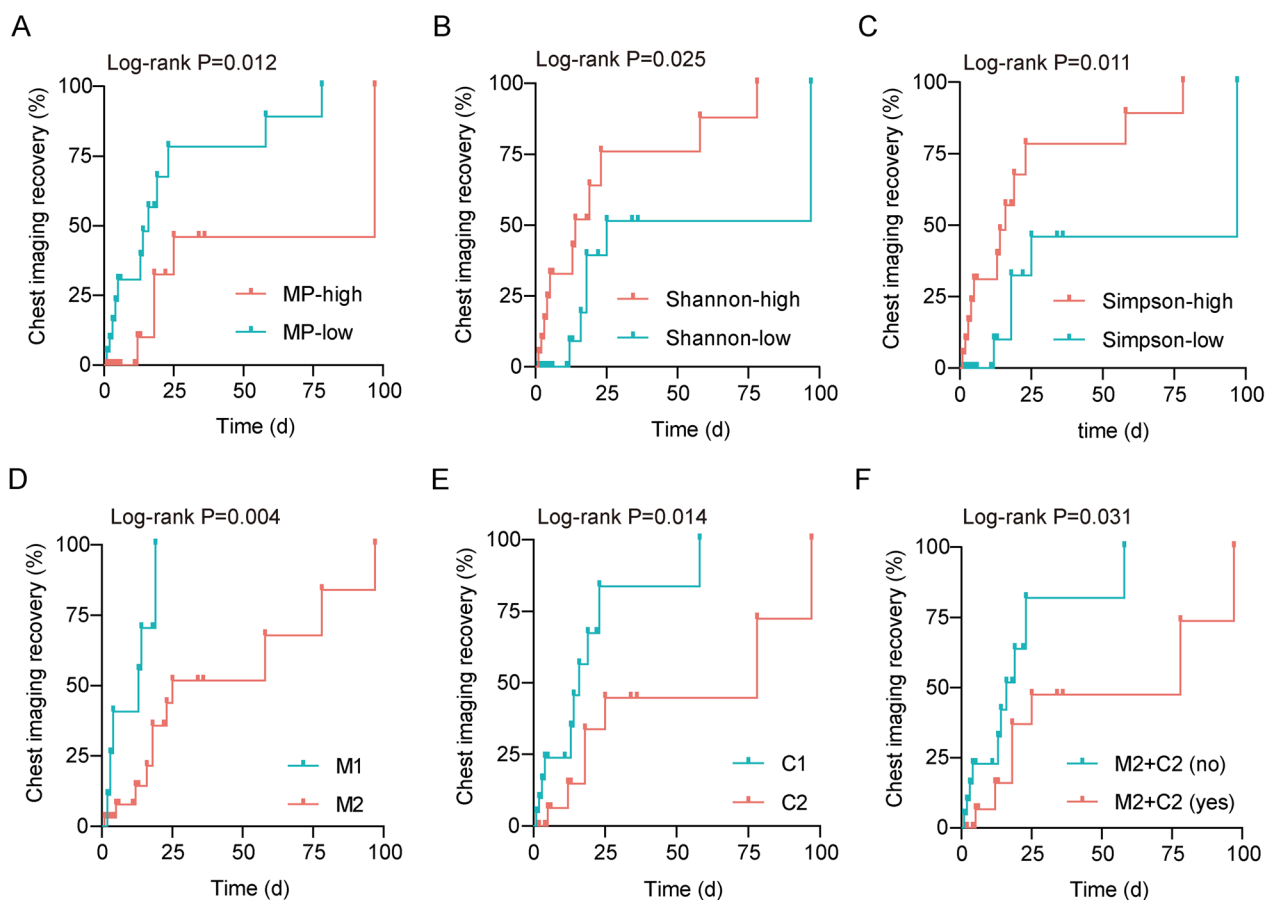 A
Log-rank P=0.012
Chest imaging recovery (%)
100
75
50
25
0
MP-high
MP-low
0 25 50 75 100
Time (d)
B
Log-rank P=0.025
Chest imaging recovery (%)
100
75
50
25
0
Shannon-high
Shannon-low
0 25 50 75 100
Time (d)
C
Log-rank P=0.011
Chest imaging recovery (%)
100
75
50
25
0
Simpson-high
Simpson-low
0 25 50 75 100
time (d)
D
Log-rank P=0.004
Chest imaging recovery (%)
100
75
50
25
0
M1
M2
0 25 50 75 100
Time (d)
E
Log-rank P=0.014
Chest imaging recovery (%)
100
75
50
25
0
C1
C2
0 25 50 75 100
Time (d)
F
Log-rank P=0.031
Chest imaging recovery (%)
100
75
50
25
0
M2+C2 (no)
M2+C2 (yes)
0 25 50 75 100
Time (d)